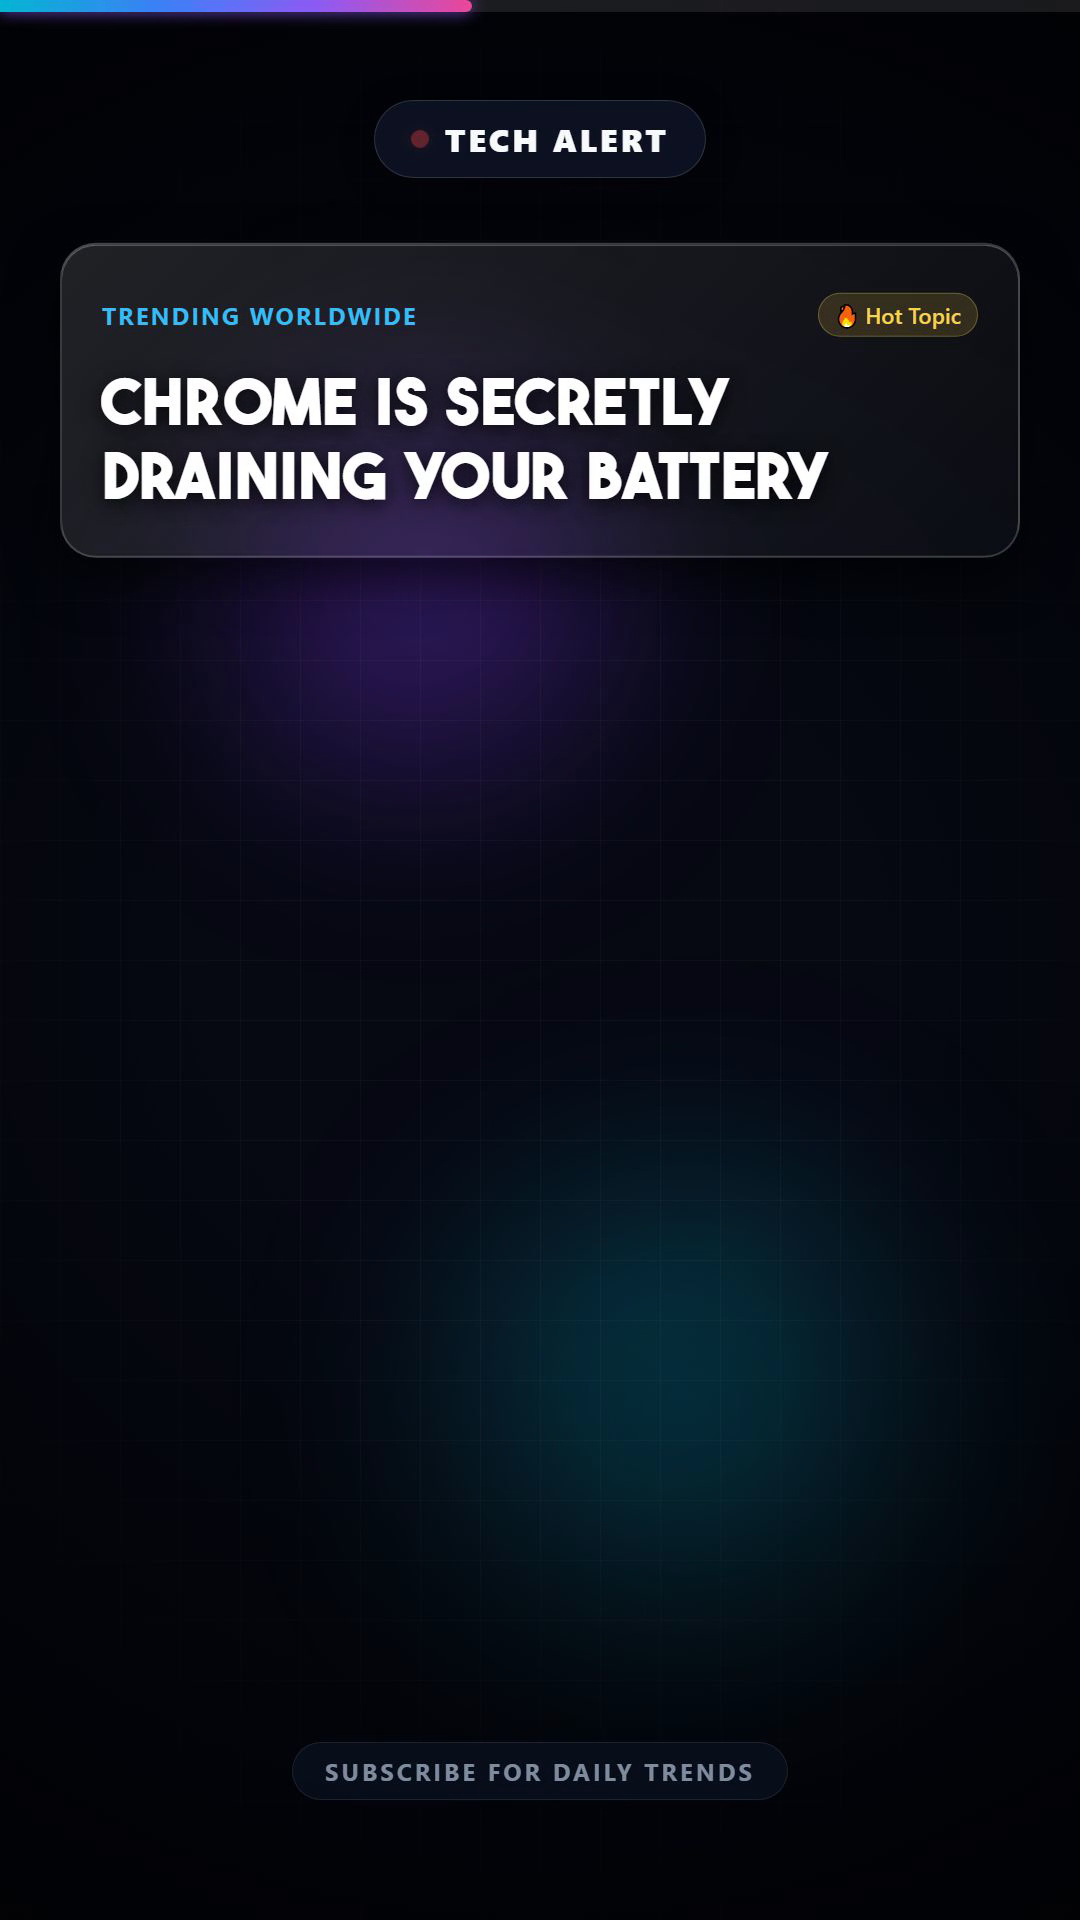 TECH ALERT
TRENDING WORLDWIDE
🔥 Hot Topic
CHROME IS SECRETLY
DRAINING YOUR BATTERY
SUBSCRIBE FOR DAILY TRENDS